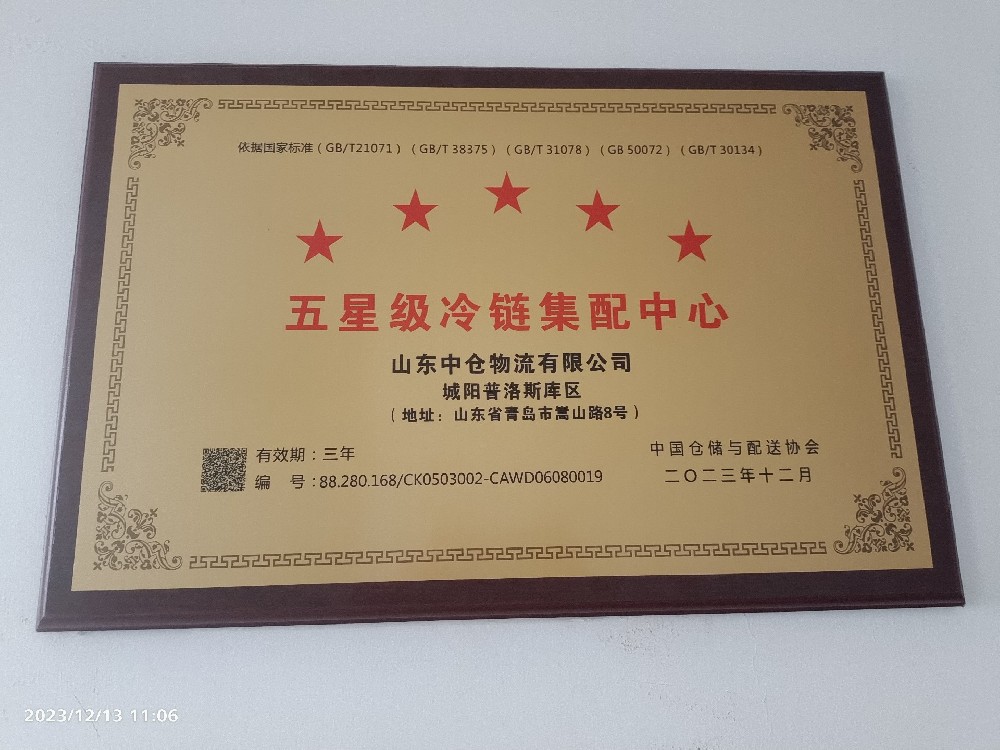 依据国家标准（GB/T21071）（GB/T 38375）（GB/T 31078）（GB 50072）（GB/T 30134）
五星级冷链集配中心
山东中仓物流有限公司
城阳普洛斯库区
（地址：山东省青岛市嵩山路8号）
有效期：三年
编 号：88.280.168/CK0503002-CAWD06080019
中国仓储与配送协会
二〇二三年十二月
2023/12/13 11:06